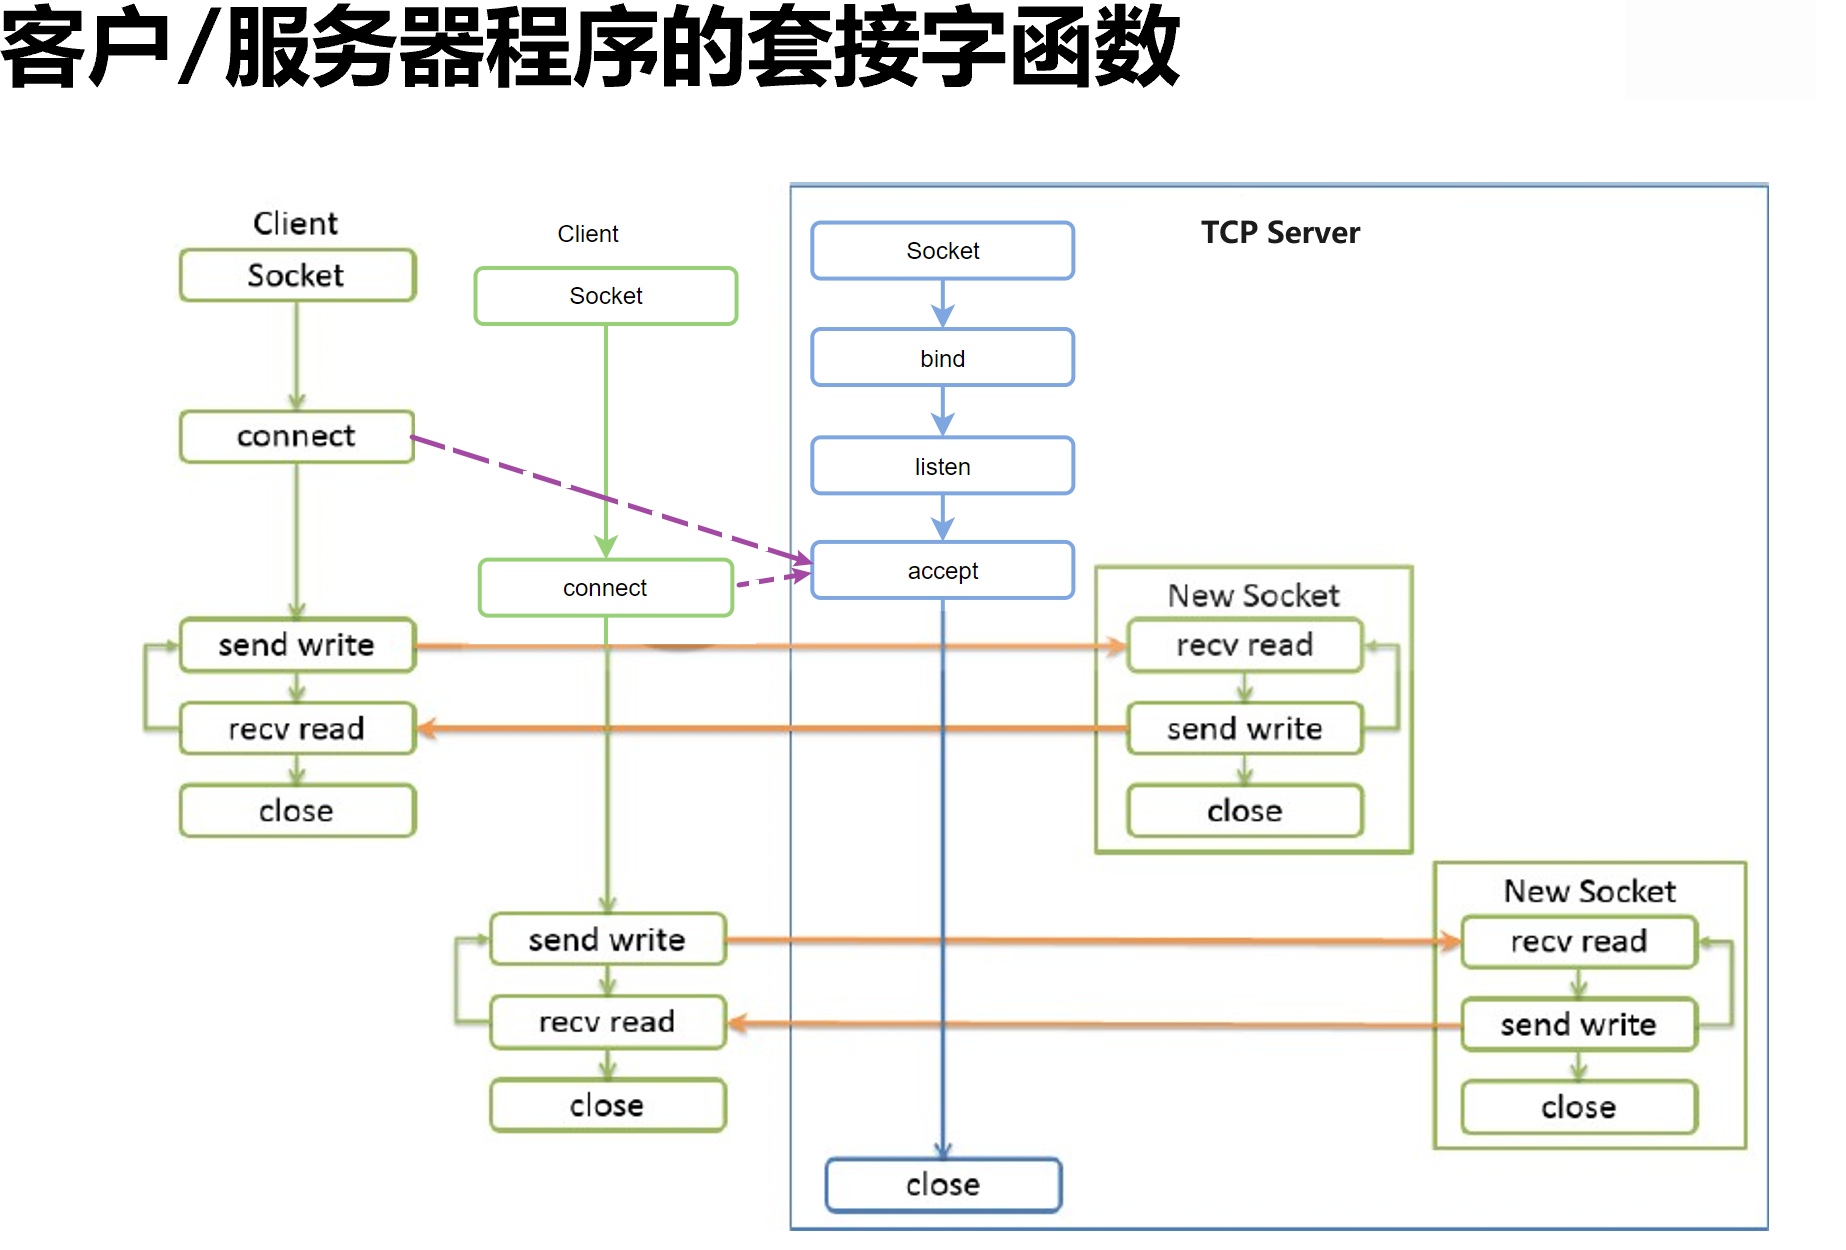 客户/服务器程序的套接字函数
Client
Socket
connect
send write
recv read
close
Client
Socket
connect
send write
recv read
close
TCP Server
Socket
bind
listen
accept
close
New Socket
recv read
send write
close
New Socket
recv read
send write
close